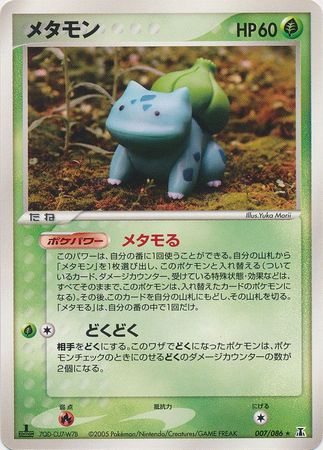 メタモン HP60
たね
Illus.Yuka Morii
ポケパワー メタモる
このパワーは、自分の番に1回使うことができる。自分の山札から
「メタモン」を1枚選び出し、このポケモンと入れ替える(ついて
いるカード、ダメージカウンター、受けている特殊状態・効果などは、
すべてそのままで、このポケモンは、入れ替えたカードのポケモンに
なる)。その後、このカードを自分の山札にもどし、その山札を切る。
「メタモる」は、自分の番の中で1回だけ。
どくどく
相手をどくにする。このワザでどくになったポケモンは、ポケ
モンチェックのときにのせるどくのダメージカウンターの数
が2個になる。
弱点 抵抗力 にげる
1 EDITION 7QD-CU7-W7B ©2005 Pokémon/Nintendo/Creatures/GAME FREAK 007/086 ★